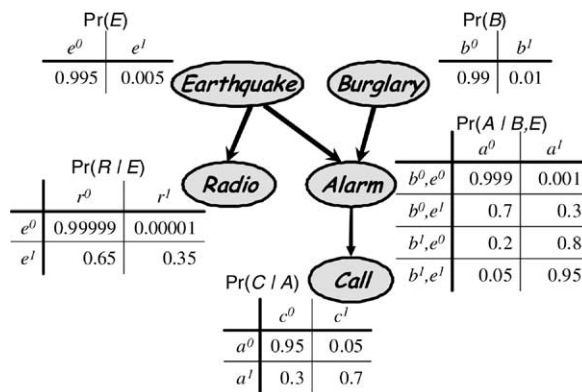 Pr(E)
e⁰ e¹
0.995 0.005
Pr(B)
b⁰ b¹
0.99 0.01
Earthquake
Burglary
Pr(R | E)
r⁰ r¹
e⁰ 0.99999 0.00001
e¹ 0.65 0.35
Radio
Alarm
Pr(A | B,E)
a⁰ a¹
b⁰,e⁰ 0.999 0.001
b⁰,e¹ 0.7 0.3
b¹,e⁰ 0.2 0.8
b¹,e¹ 0.05 0.95
Call
Pr(C | A)
c⁰ c¹
a⁰ 0.95 0.05
a¹ 0.3 0.7